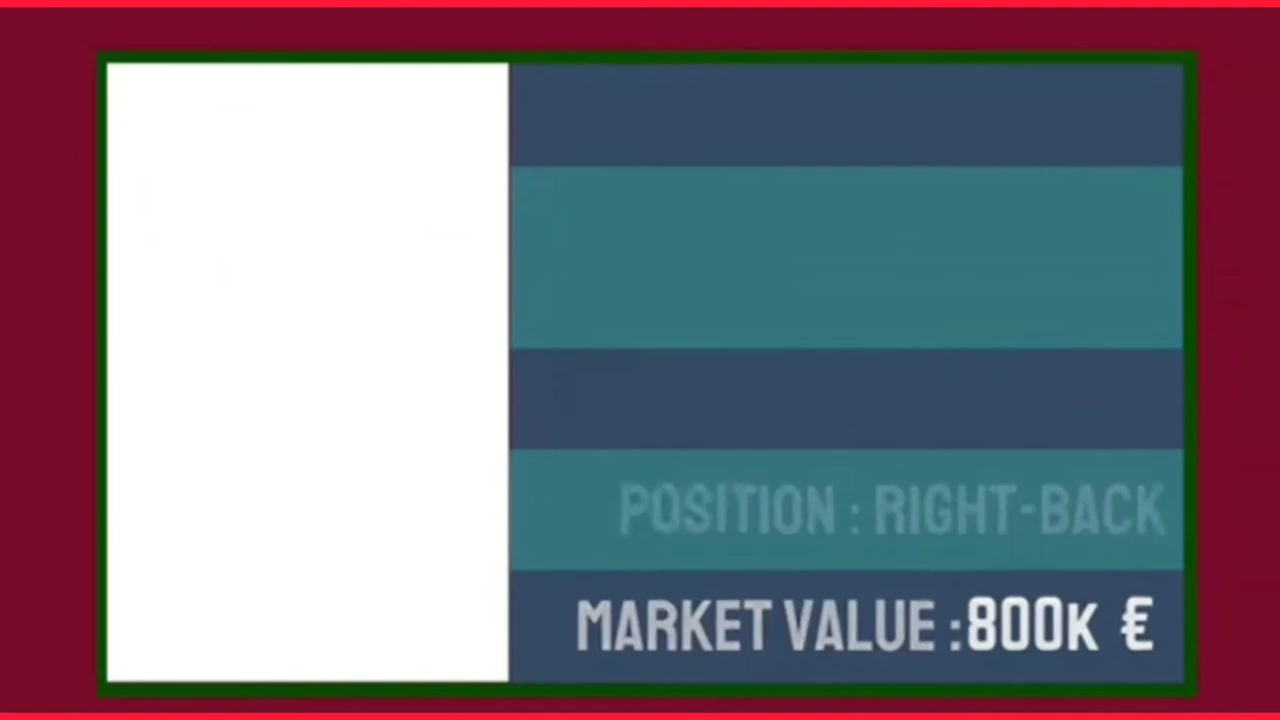 POSITION : RIGHT-BACK
MARKET VALUE :800K €